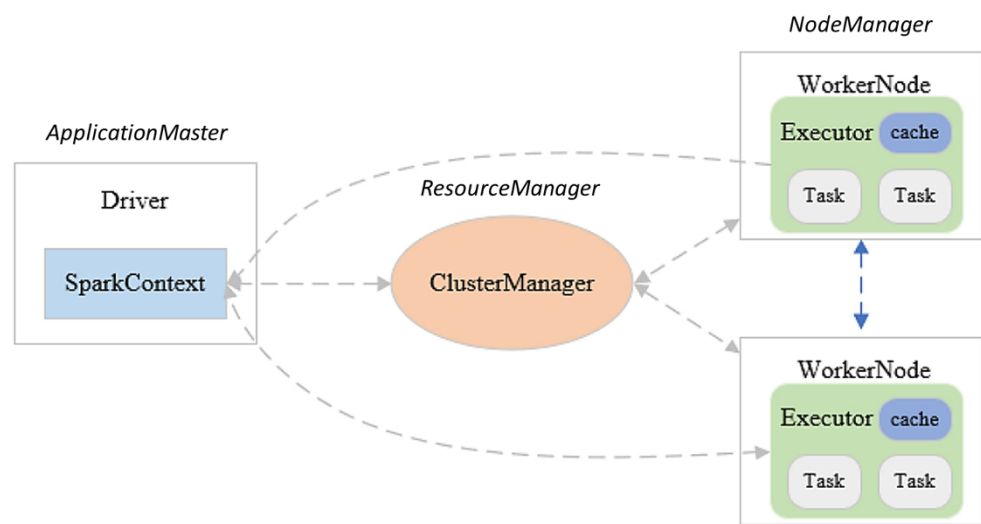 NodeManager
WorkerNode
Executor cache
Task Task
ApplicationMaster
Driver
SparkContext
ResourceManager
ClusterManager
WorkerNode
Executor cache
Task Task